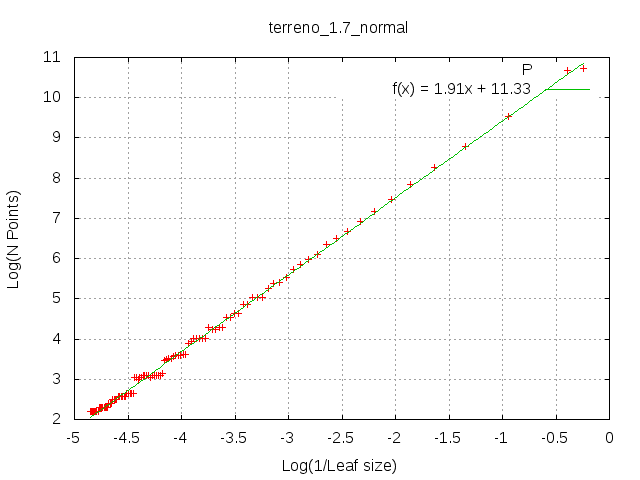 terreno_1.7_normal
11
10
9
8
7
6
5
4
3
2
Log(N Points)
P
f(x) = 1.91x + 11.33
-5 -4.5 -4 -3.5 -3 -2.5 -2 -1.5 -1 -0.5 0
Log(1/Leaf size)